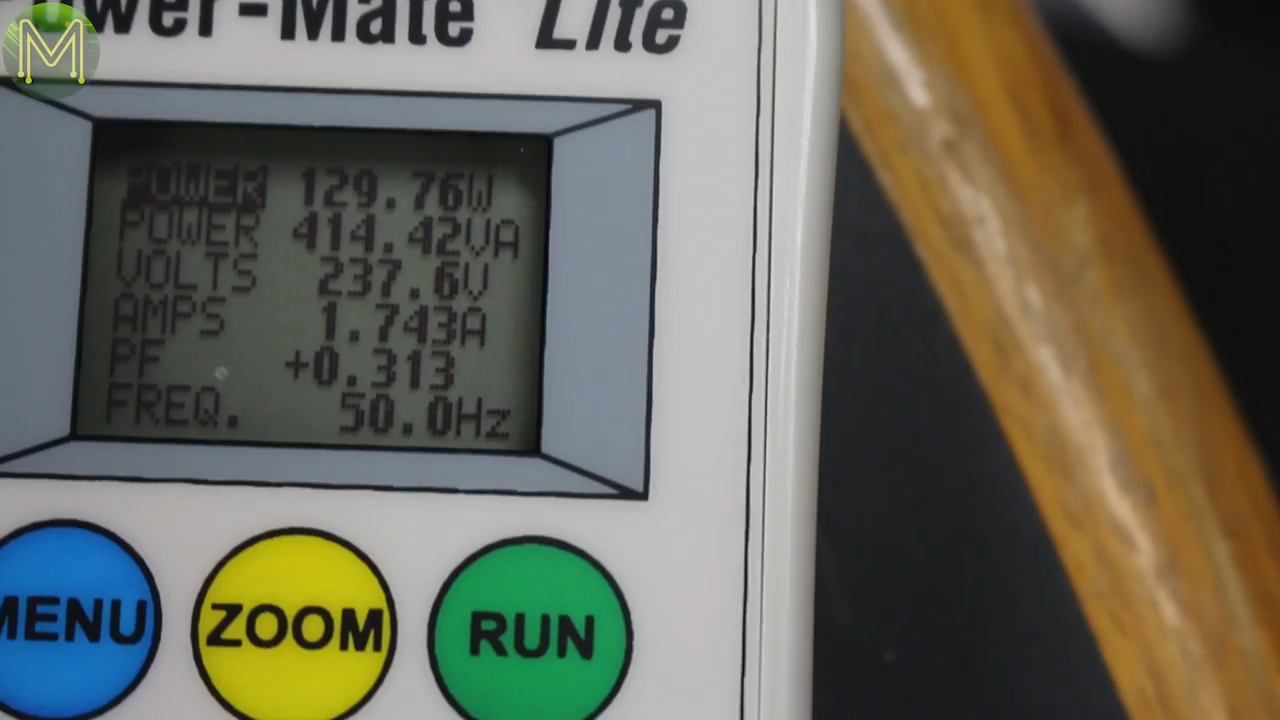 Power-Mate Lite
M
POWER 129.76W
POWER 414.42VA
VOLTS 237.6V
AMPS 1.743A
PF +0.313
FREQ. 50.0Hz
MENU ZOOM RUN